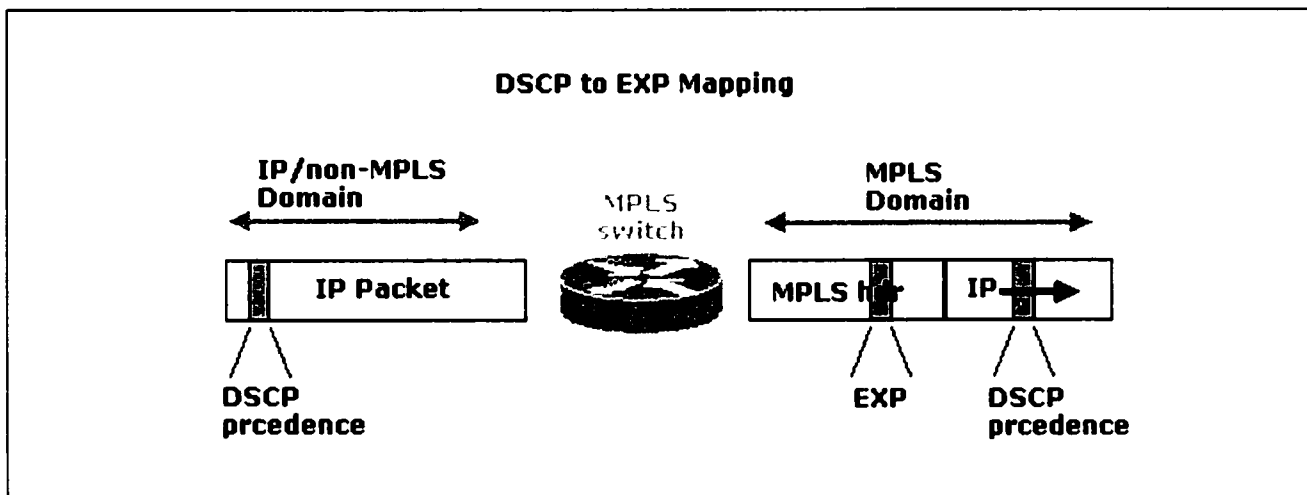 DSCP to EXP Mapping
IP/non-MPLS
Domain
MPLS
switch
MPLS
Domain
IP Packet
MPLS hdr
IP
DSCP
prcedence
EXP
DSCP
prcedence